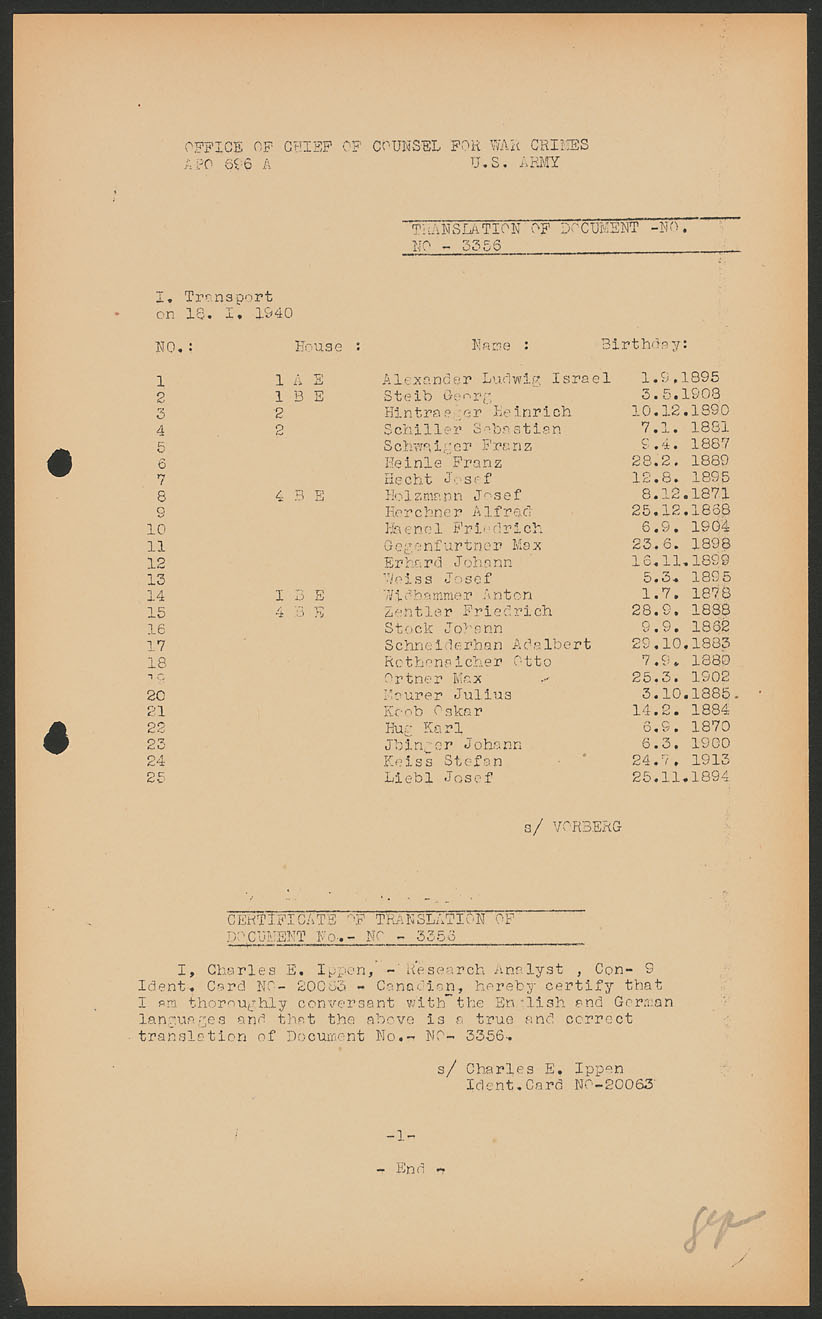 OFFICE OF CHIEF OF COUNSEL FOR WAR CRIMES
APO 696 A U.S. ARMY
TRANSLATION OF DOCUMENT -NO.
NO - 3356
I. Transport
on 18. I. 1940
NO.: House : Name : Birthday:
1 1 A E Alexander Ludwig Israel 1.9.1895
2 1 B E Steib Georg 3.5.1908
3 2 Hintraeger Heinrich 10.12.1890
4 2 Schiller Sebastian 7.1. 1881
5 Schwaiger Franz 9.4. 1887
6 Heinle Franz 28.2. 1889
7 Hecht Josef 12.8. 1895
8 4 B E Holzmann Josef 8.12.1871
9 Herchner Alfred 25.12.1868
10 Haenel Friedrich 6.9. 1904
11 Gegenfurtner Max 23.6. 1898
12 Erhard Johann 16.11.1899
13 Weiss Josef 5.3. 1895
14 I B E Widhammer Anton 1.7. 1878
15 4 B E Zentler Friedrich 28.9. 1888
16 Stock Johann 9.9. 1862
17 Schneiderhan Adalbert 29.10.1883
18 Rothenaicher Otto 7.9. 1889
19 Ortner Max 25.3. 1902
20 Maurer Julius 3.10.1885.
21 Koob Oskar 14.2. 1884
22 Hug Karl 6.9. 1870
23 Jbinger Johann 6.3. 1900
24 Keiss Stefan 24.7. 1913
25 Liebl Josef 25.11.1894
s/ VORBERG
CERTIFICATE OF TRANSLATION OF
DOCUMENT No.- NO - 3356
I, Charles E. Ippen, - Research Analyst , Con- 9
Ident. Card NO- 20063 - Canadian, hereby certify that
I am thoroughly conversant with the English and German
languages and that the above is a true and correct
translation of Document No.- NO- 3356.
s/ Charles E. Ippen
Ident.Card NO-20063
-1-
- End -